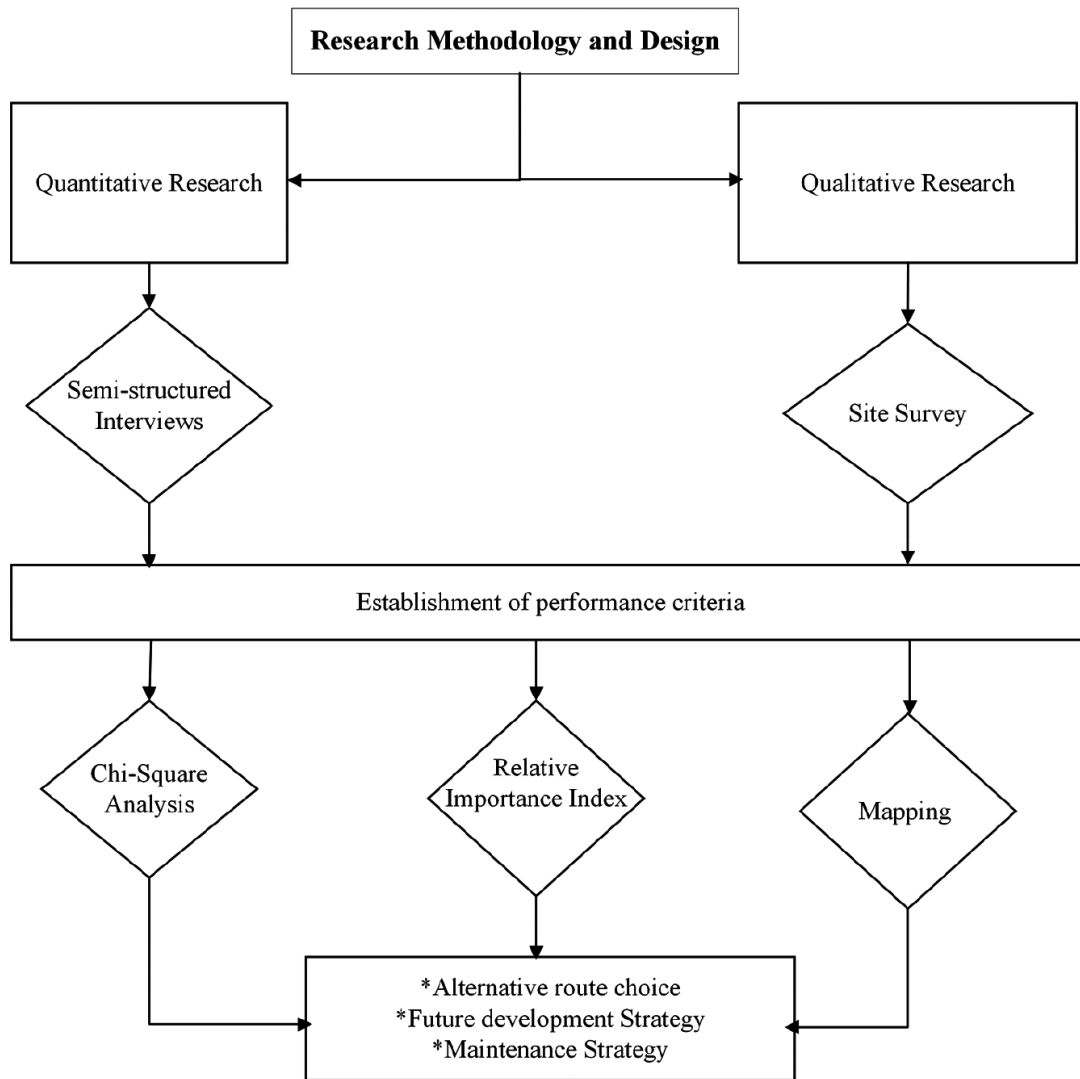 Research Methodology and Design
Quantitative Research
Qualitative Research
Semi-structured
Interviews
Site Survey
Establishment of performance criteria
Chi-Square
Analysis
Relative
Importance Index
Mapping
*Alternative route choice
*Future development Strategy
*Maintenance Strategy